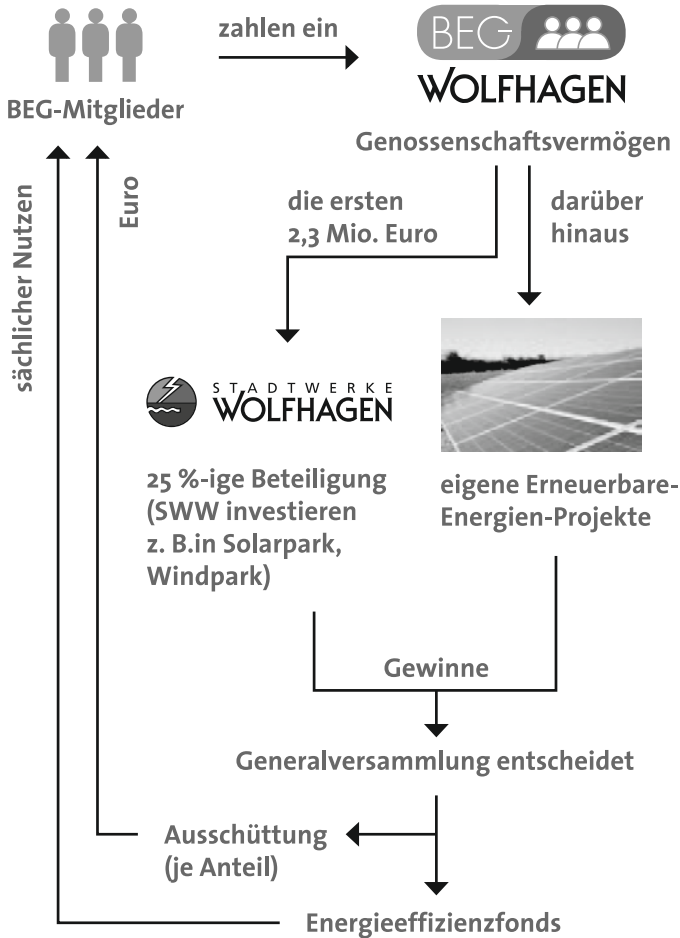 zahlen ein
BEG
WOLFHAGEN
BEG-Mitglieder
Genossenschaftsvermögen
sächlicher Nutzen
Euro
die ersten
2,3 Mio. Euro
darüber
hinaus
STADTWERKE
WOLFHAGEN
25 %-ige Beteiligung
(SWW investieren
z. B.in Solarpark,
Windpark)
eigene Erneuerbare-
Energien-Projekte
Gewinne
Generalversammlung entscheidet
Ausschüttung
(je Anteil)
Energieeffizienzfonds